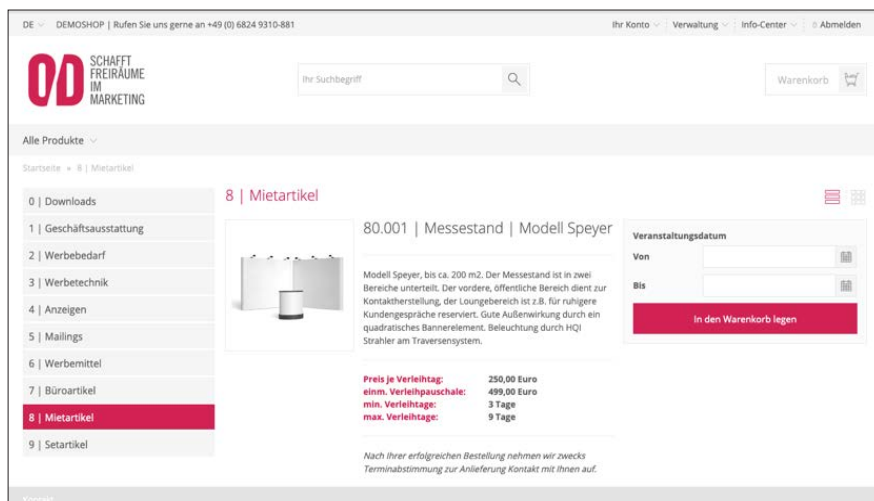 DE DEMOSHOP | Rufen Sie uns gerne an +49 (0) 6824 9310-881
Ihr Konto Verwaltung Info-Center Abmelden
OD SCHAFFT
FREIRÄUME
IM
MARKETING
Ihr Suchbegriff
Warenkorb
Alle Produkte
Startseite » 8 | Mietartikel
0 | Downloads
1 | Geschäftsausstattung
2 | Werbebedarf
3 | Werbetechnik
4 | Anzeigen
5 | Mailings
6 | Werbemittel
7 | Büroartikel
8 | Mietartikel
9 | Setartikel
8 | Mietartikel
80.001 | Messestand | Modell Speyer
Modell Speyer, bis ca. 200 m2. Der Messestand ist in zwei
Bereiche unterteilt. Der vordere, öffentliche Bereich dient zur
Kontaktherstellung, der Loungebereich ist z.B. für ruhigere
Kundengespräche reserviert. Gute Außenwirkung durch ein
quadratisches Bannerelement. Beleuchtung durch HQI
Strahler am Traversensystem.
Preis je Verleihtag: 250,00 Euro
einm. Verleihpauschale: 499,00 Euro
min. Verleihtage: 3 Tage
max. Verleihtage: 9 Tage
Nach Ihrer erfolgreichen Bestellung nehmen wir zwecks
Terminabstimmung zur Anlieferung Kontakt mit Ihnen auf.
Veranstaltungsdatum
Von
Bis
In den Warenkorb legen
Kontakt